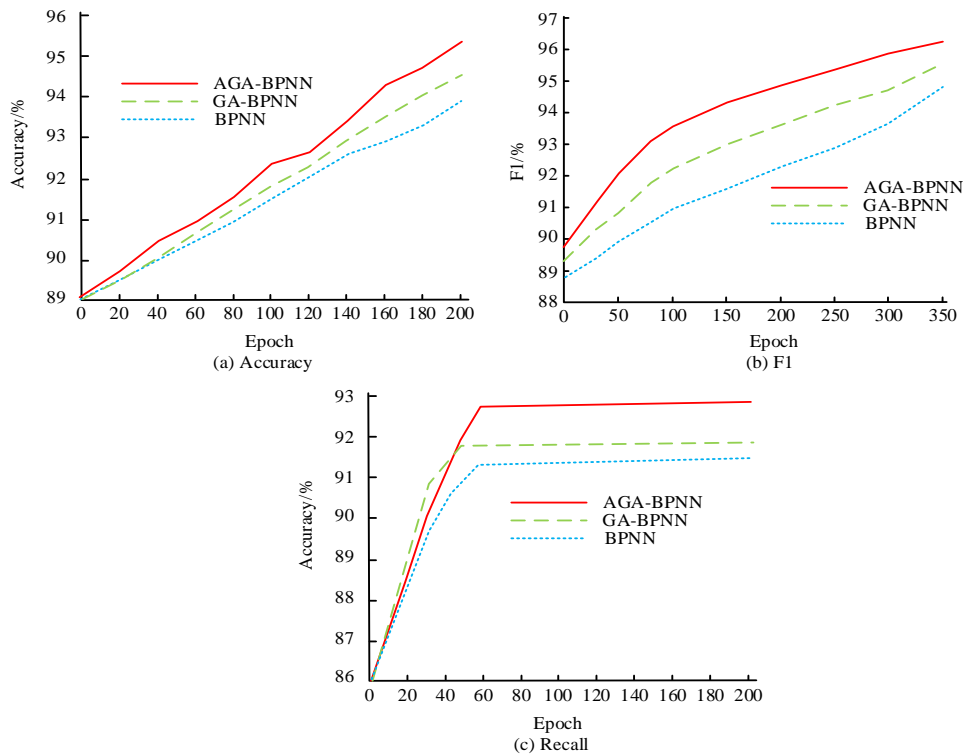 96
95
94
93
92
91
90
89
Accuracy/%
AGA-BPNN
GA-BPNN
BPNN
0 20 40 60 80 100 120 140 160 180 200
Epoch
(a) Accuracy
97
96
95
94
93
92
91
90
89
88
F1/%
AGA-BPNN
GA-BPNN
BPNN
0 50 100 150 200 250 300 350
Epoch
(b) F1
93
92
91
90
89
88
87
86
Accuracy/%
AGA-BPNN
GA-BPNN
BPNN
0 20 40 60 80 100 120 140 160 180 200
Epoch
(c) Recall